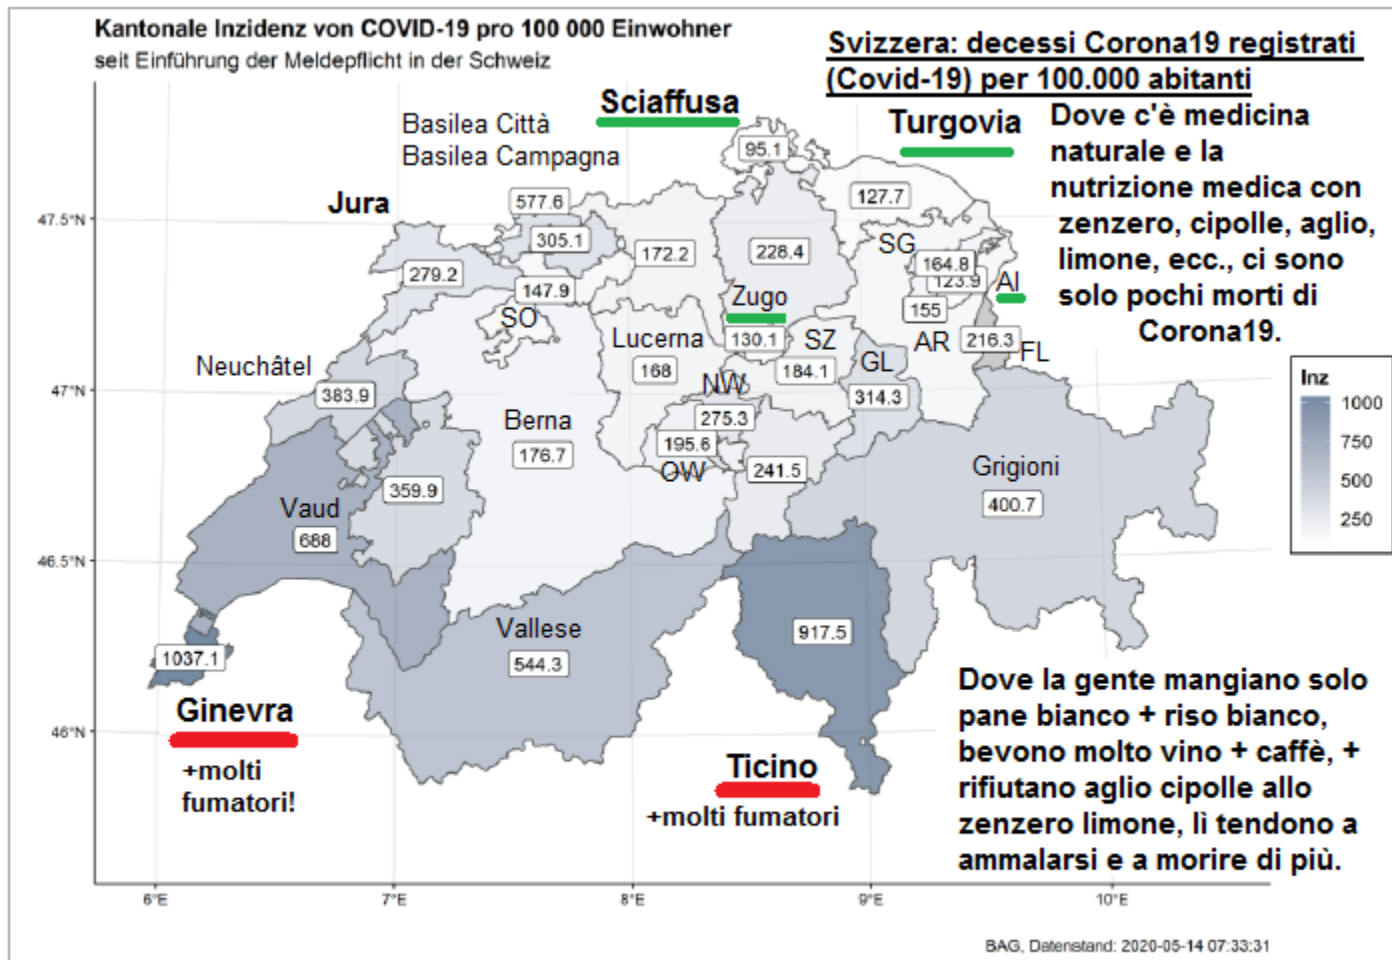 Kantonale Inzidenz von COVID-19 pro 100 000 Einwohner
seit Einführung der Meldepflicht in der Schweiz
Svizzera: decessi Corona19 registrati
(Covid-19) per 100.000 abitanti
Sciaffusa
Turgovia
Dove c'è medicina
naturale e la
nutrizione medica con
zenzero, cipolle, aglio,
limone, ecc., ci sono
solo pochi morti di
Corona19.
Basilea Città
Basilea Campagna
95.1
127.7
577.6
Jura
47.5°N
305.1
172.2
228.4
SG
164.8
123.9
AI
279.2
147.9
Zugo
155
SO
Lucerna
130.1
SZ
AR
216.3
FL
Neuchâtel
168
184.1
GL
47°N
383.9
NW
314.3
Inz
1000
750
500
250
Berna
275.3
176.7
195.6
OW
241.5
Grigioni
400.7
359.9
Vaud
688
46.5°N
Vallese
544.3
917.5
1037.1
Ginevra
+molti
fumatori!
46°N
Ticino
+molti fumatori
Dove la gente mangiano solo
pane bianco + riso bianco,
bevono molto vino + caffè, +
rifiutano aglio cipolle allo
zenzero limone, lì tendono a
ammalarsi e a morire di più.
6°E
7°E
8°E
9°E
10°E
BAG, Datenstand: 2020-05-14 07:33:31